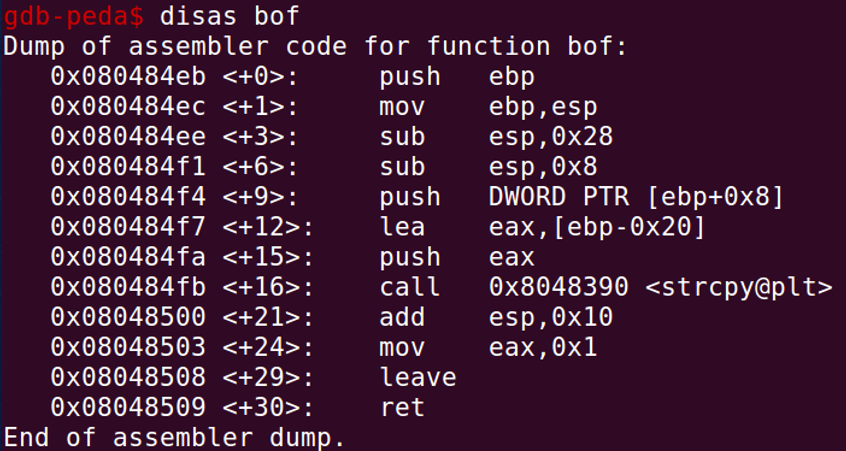 gdb-peda$ disas bof
Dump of assembler code for function bof:
   0x080484eb <+0>:     push   ebp
   0x080484ec <+1>:     mov    ebp,esp
   0x080484ee <+3>:     sub    esp,0x28
   0x080484f1 <+6>:     sub    esp,0x8
   0x080484f4 <+9>:     push   DWORD PTR [ebp+0x8]
   0x080484f7 <+12>:    lea    eax,[ebp-0x20]
   0x080484fa <+15>:    push   eax
   0x080484fb <+16>:    call   0x8048390 <strcpy@plt>
   0x08048500 <+21>:    add    esp,0x10
   0x08048503 <+24>:    mov    eax,0x1
   0x08048508 <+29>:    leave
   0x08048509 <+30>:    ret
End of assembler dump.